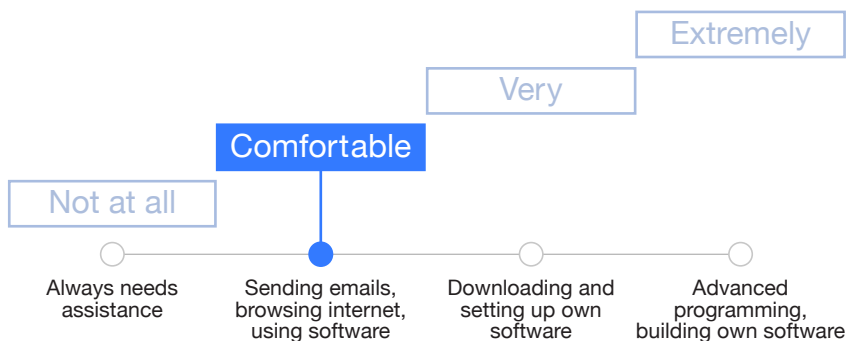 Extremely
Very
Comfortable
Not at all
Always needs
assistance
Sending emails,
browsing internet,
using software
Downloading and
setting up own
software
Advanced
programming,
building own software